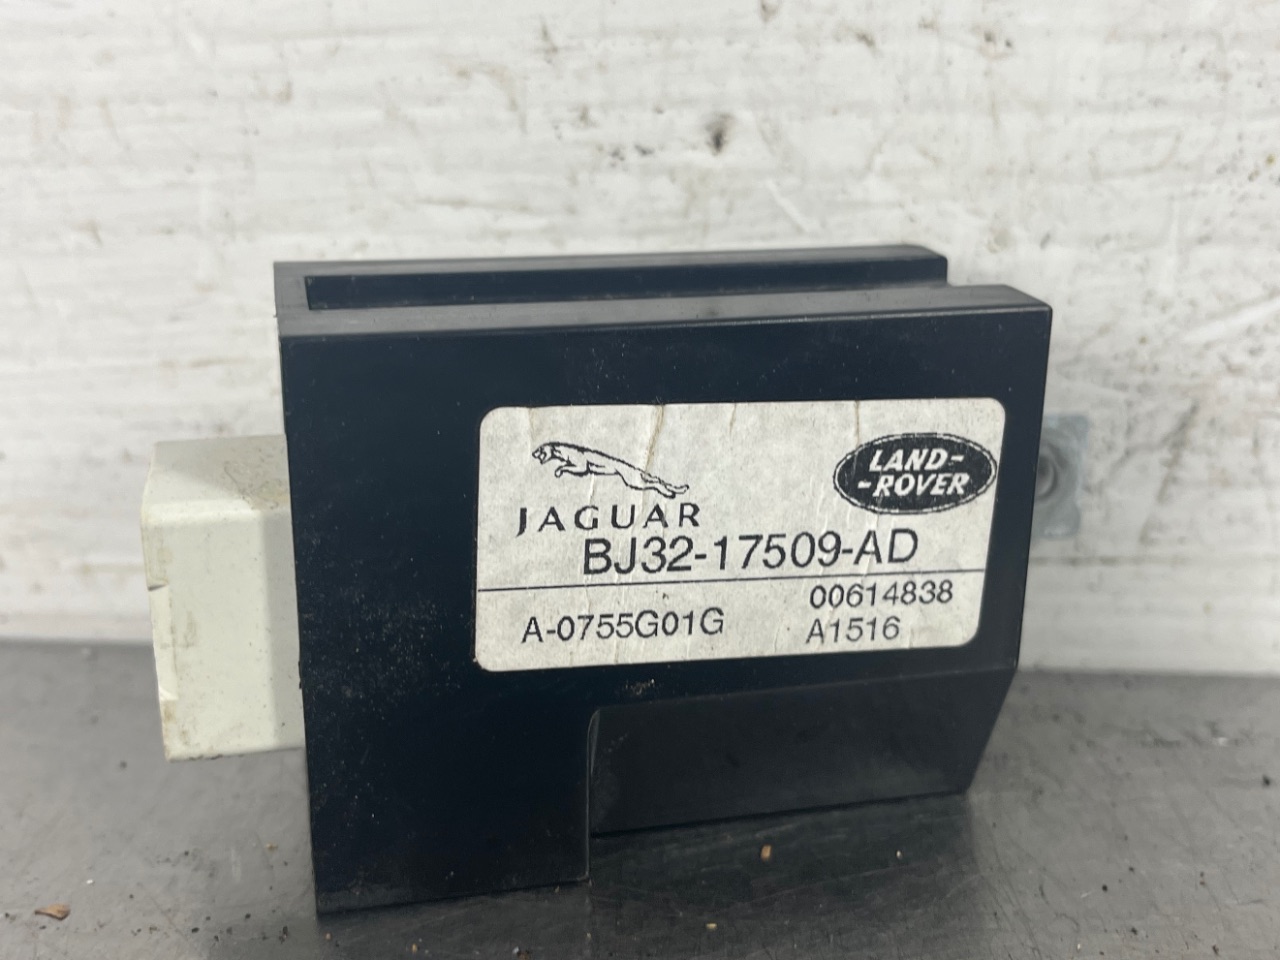 JAGUAR
LAND-
-ROVER
BJ32-17509-AD
00614838
A-0755G01G
A1516